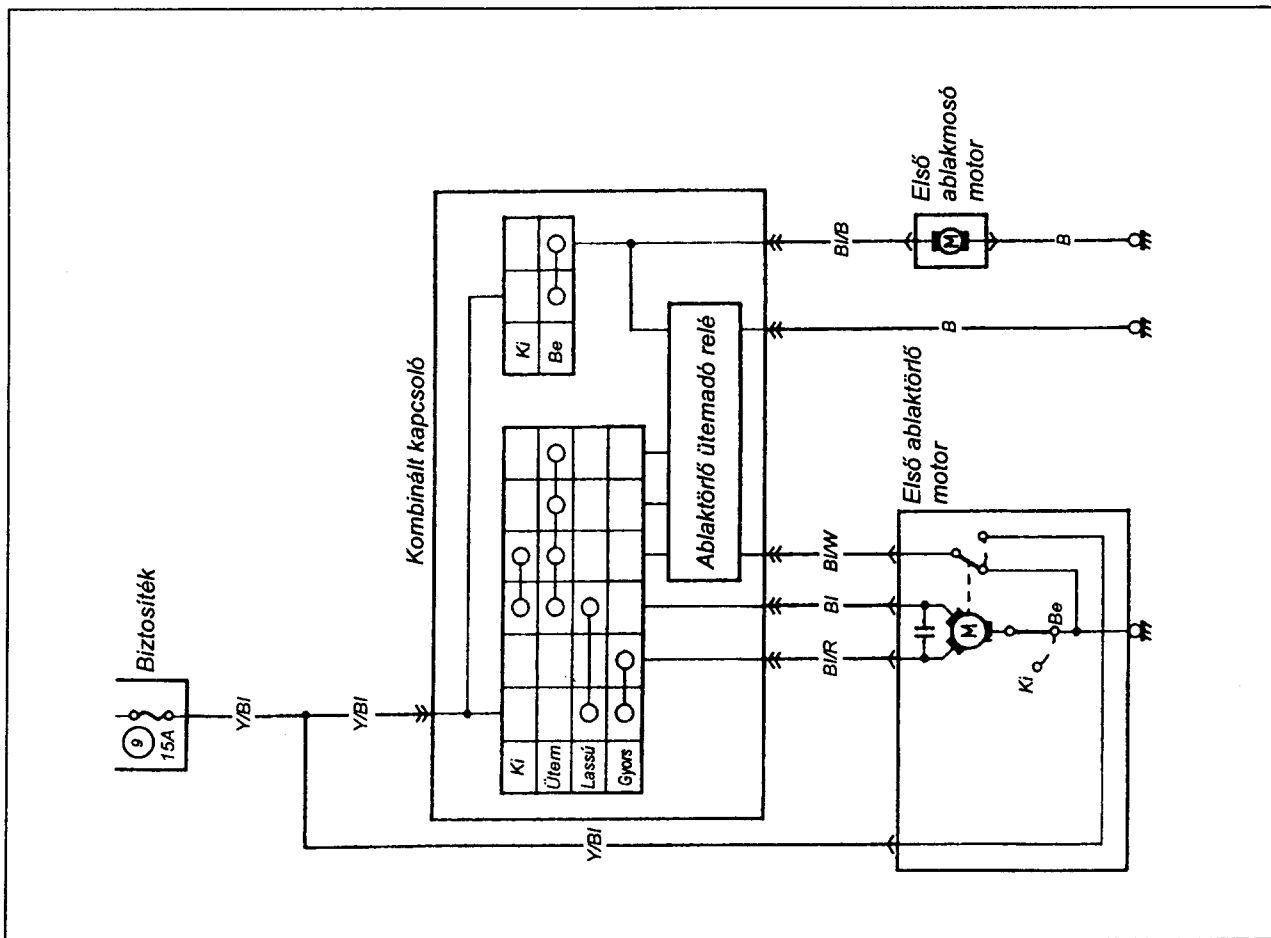 Biztosíték
9
15A
Y/Bl
Y/Bl
Y/Bl
Kombinált kapcsoló
Ki
Ütem
Lassú
Gyors
Ki
Be
Ablaktörlő ütemadó relé
Bl/R
Bl
Bl/W
B
Bl/B
Első ablaktörlő
motor
M
Ki
Be
Első
ablakmosó
motor
M
B